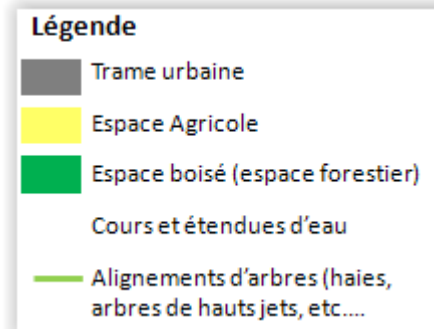 Légende
Trame urbaine
Espace Agricole
Espace boisé (espace forestier)
Cours et étendues d’eau
Alignements d’arbres (haies,
arbres de hauts jets, etc....